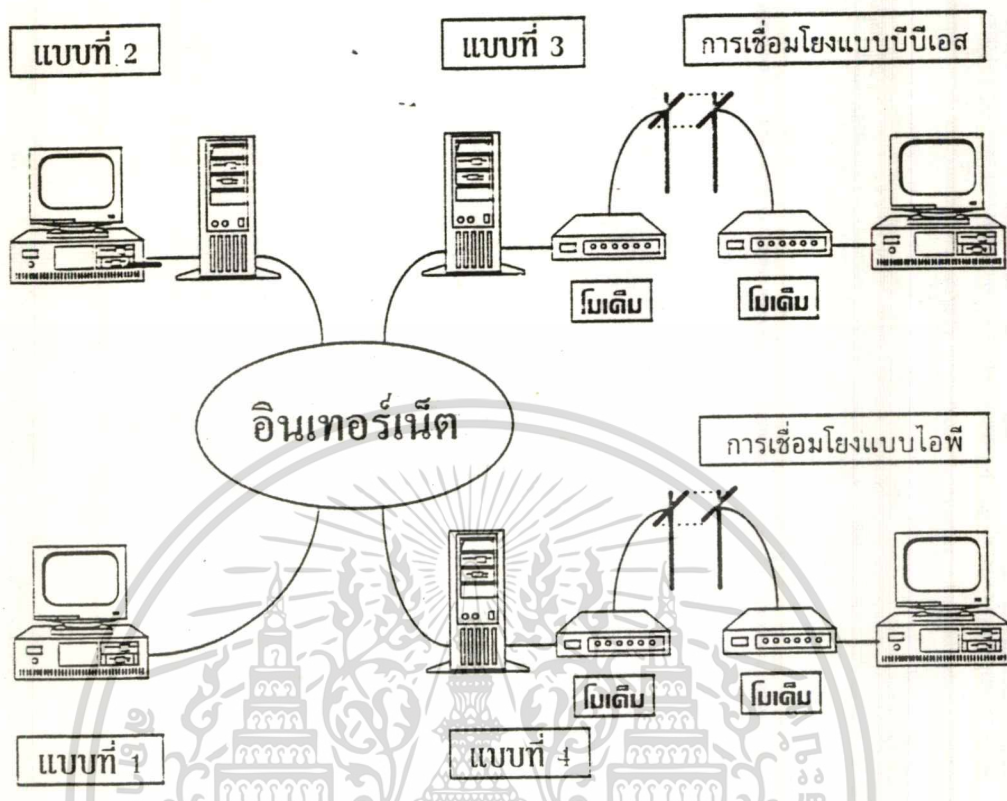 แบบที่ 2
แบบที่ 3
การเชื่อมโยงแบบบีบีเอส
โมเด็ม
โมเด็ม
อินเทอร์เน็ต
การเชื่อมโยงแบบไอพี
โมเด็ม
โมเด็ม
แบบที่ 1
แบบที่ 4